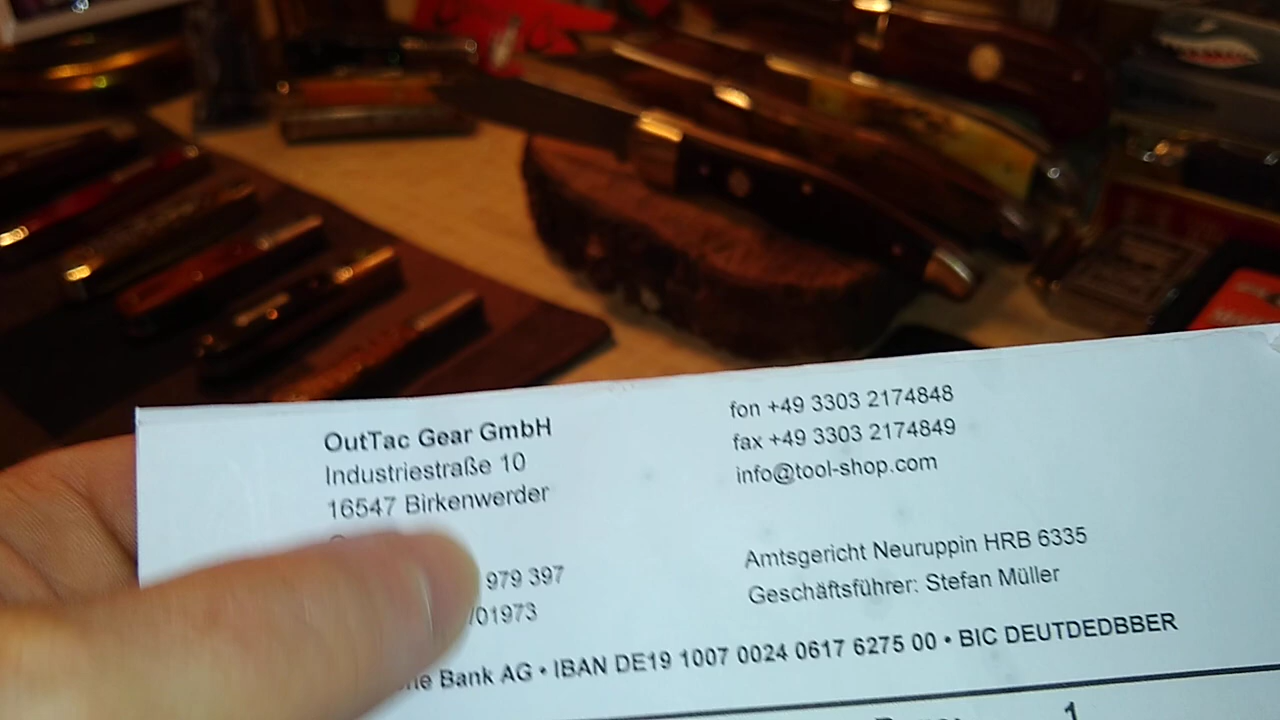 OutTac Gear GmbH
Industriestraße 10
16547 Birkenwerder
979 397
/01973
fon +49 3303 2174848
fax +49 3303 2174849
info@tool-shop.com
Amtsgericht Neuruppin HRB 6335
Geschäftsführer: Stefan Müller
Bank AG • IBAN DE19 1007 0024 0617 6275 00 • BIC DEUTDEDBBER
1